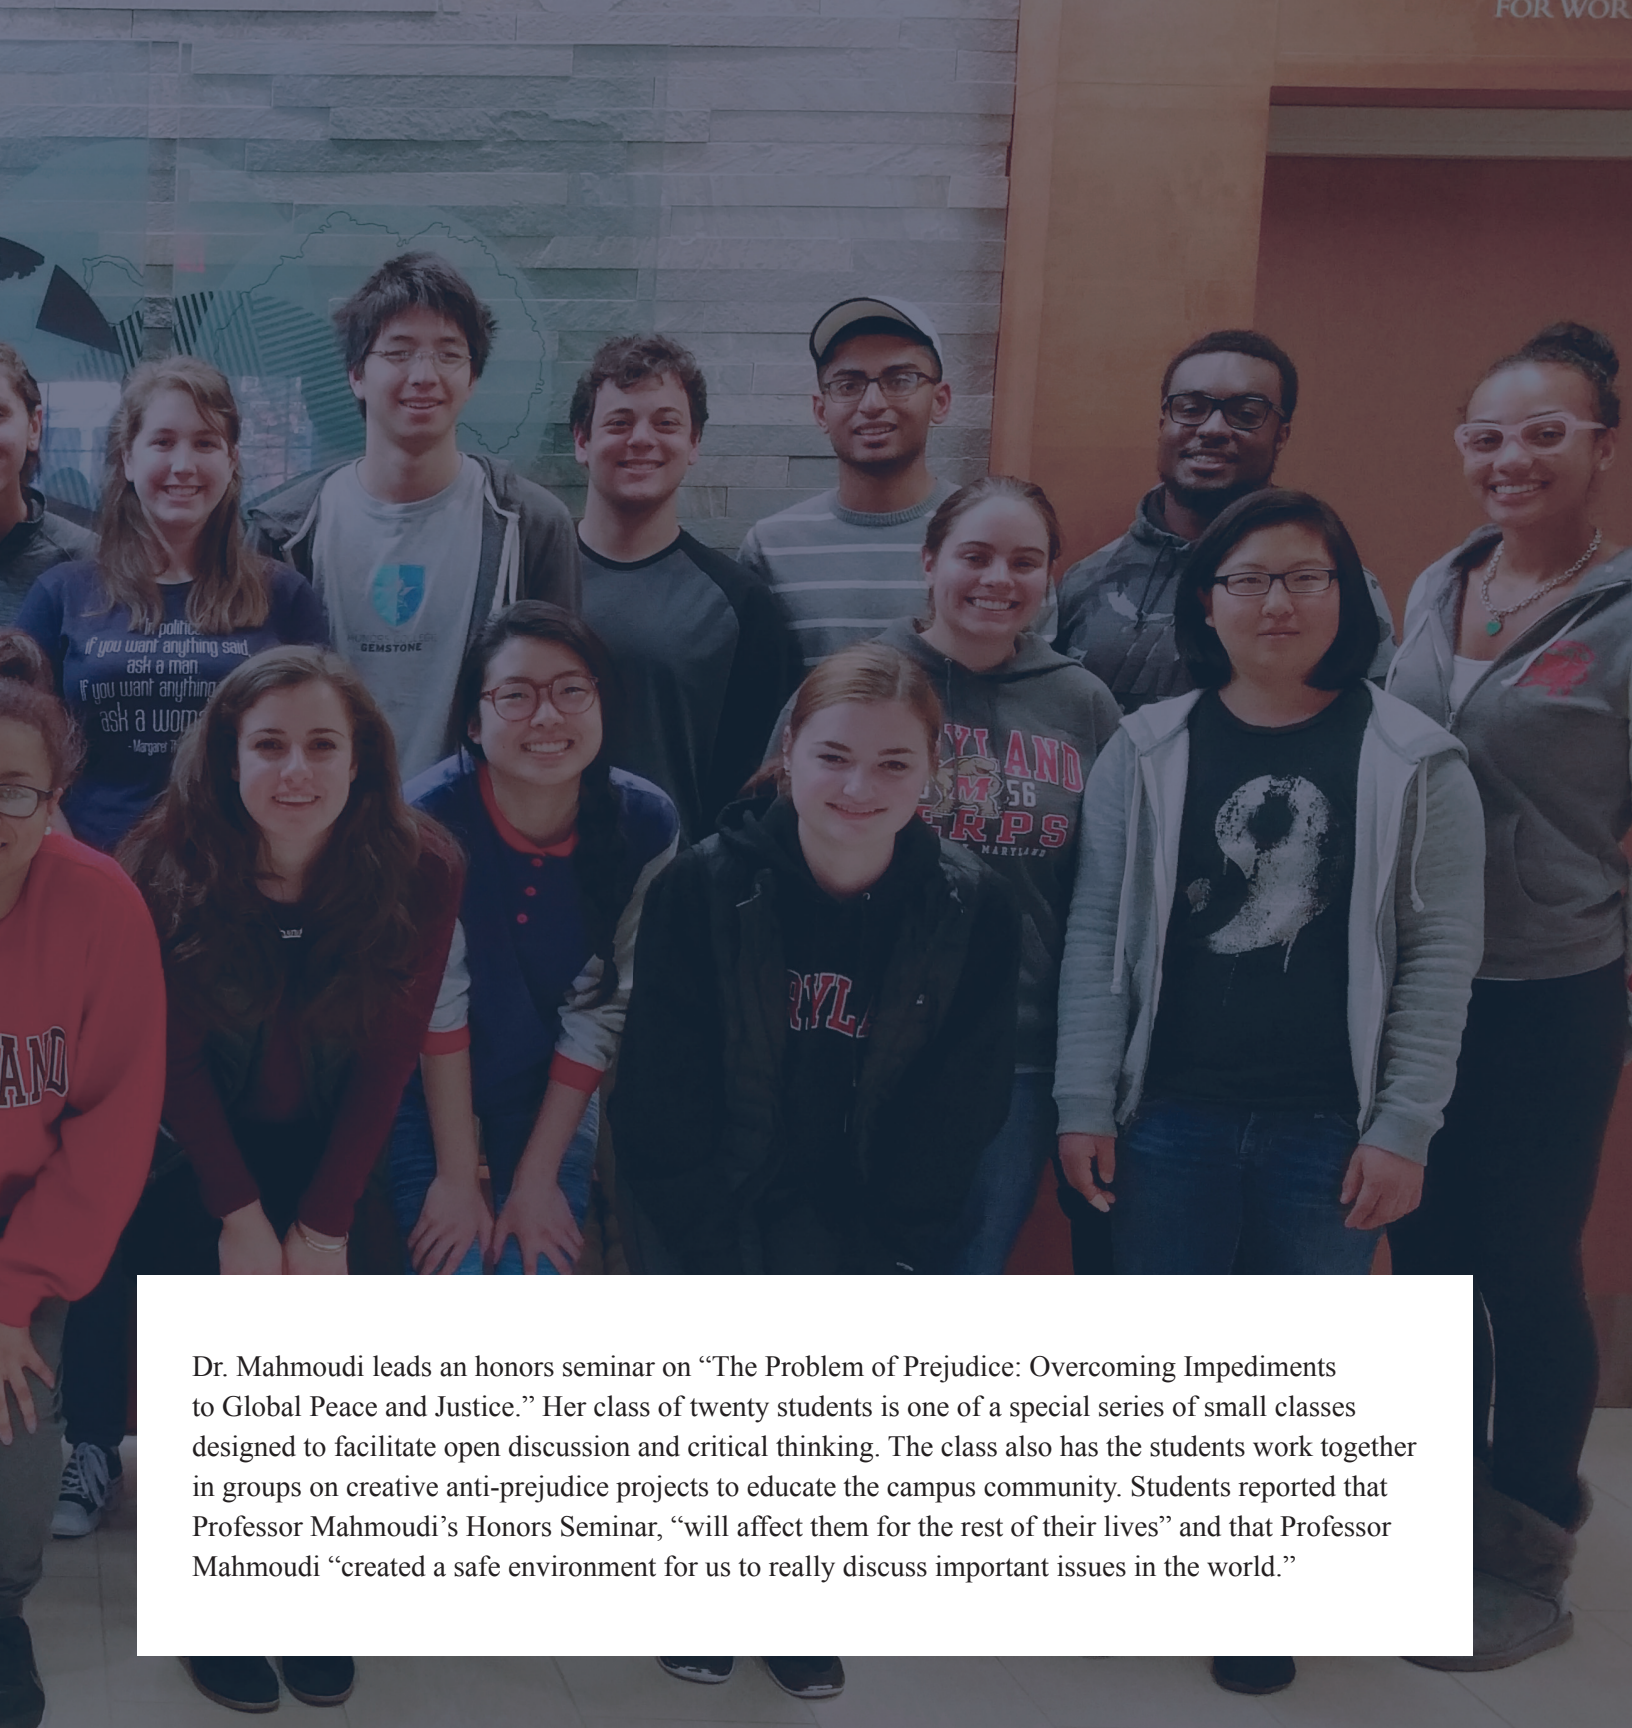 FOR WOR
In politics
if you want anything said
ask a man
If you want anything
ask a
- Margaret
HONORS COLLEGE
GEMSTONE
YLAND
M 56
ERPS
MARYLAND
RYLA
AND
Dr. Mahmoudi leads an honors seminar on “The Problem of Prejudice: Overcoming Impediments
to Global Peace and Justice.” Her class of twenty students is one of a special series of small classes
designed to facilitate open discussion and critical thinking. The class also has the students work together
in groups on creative anti-prejudice projects to educate the campus community. Students reported that
Professor Mahmoudi’s Honors Seminar, “will affect them for the rest of their lives” and that Professor
Mahmoudi “created a safe environment for us to really discuss important issues in the world.”